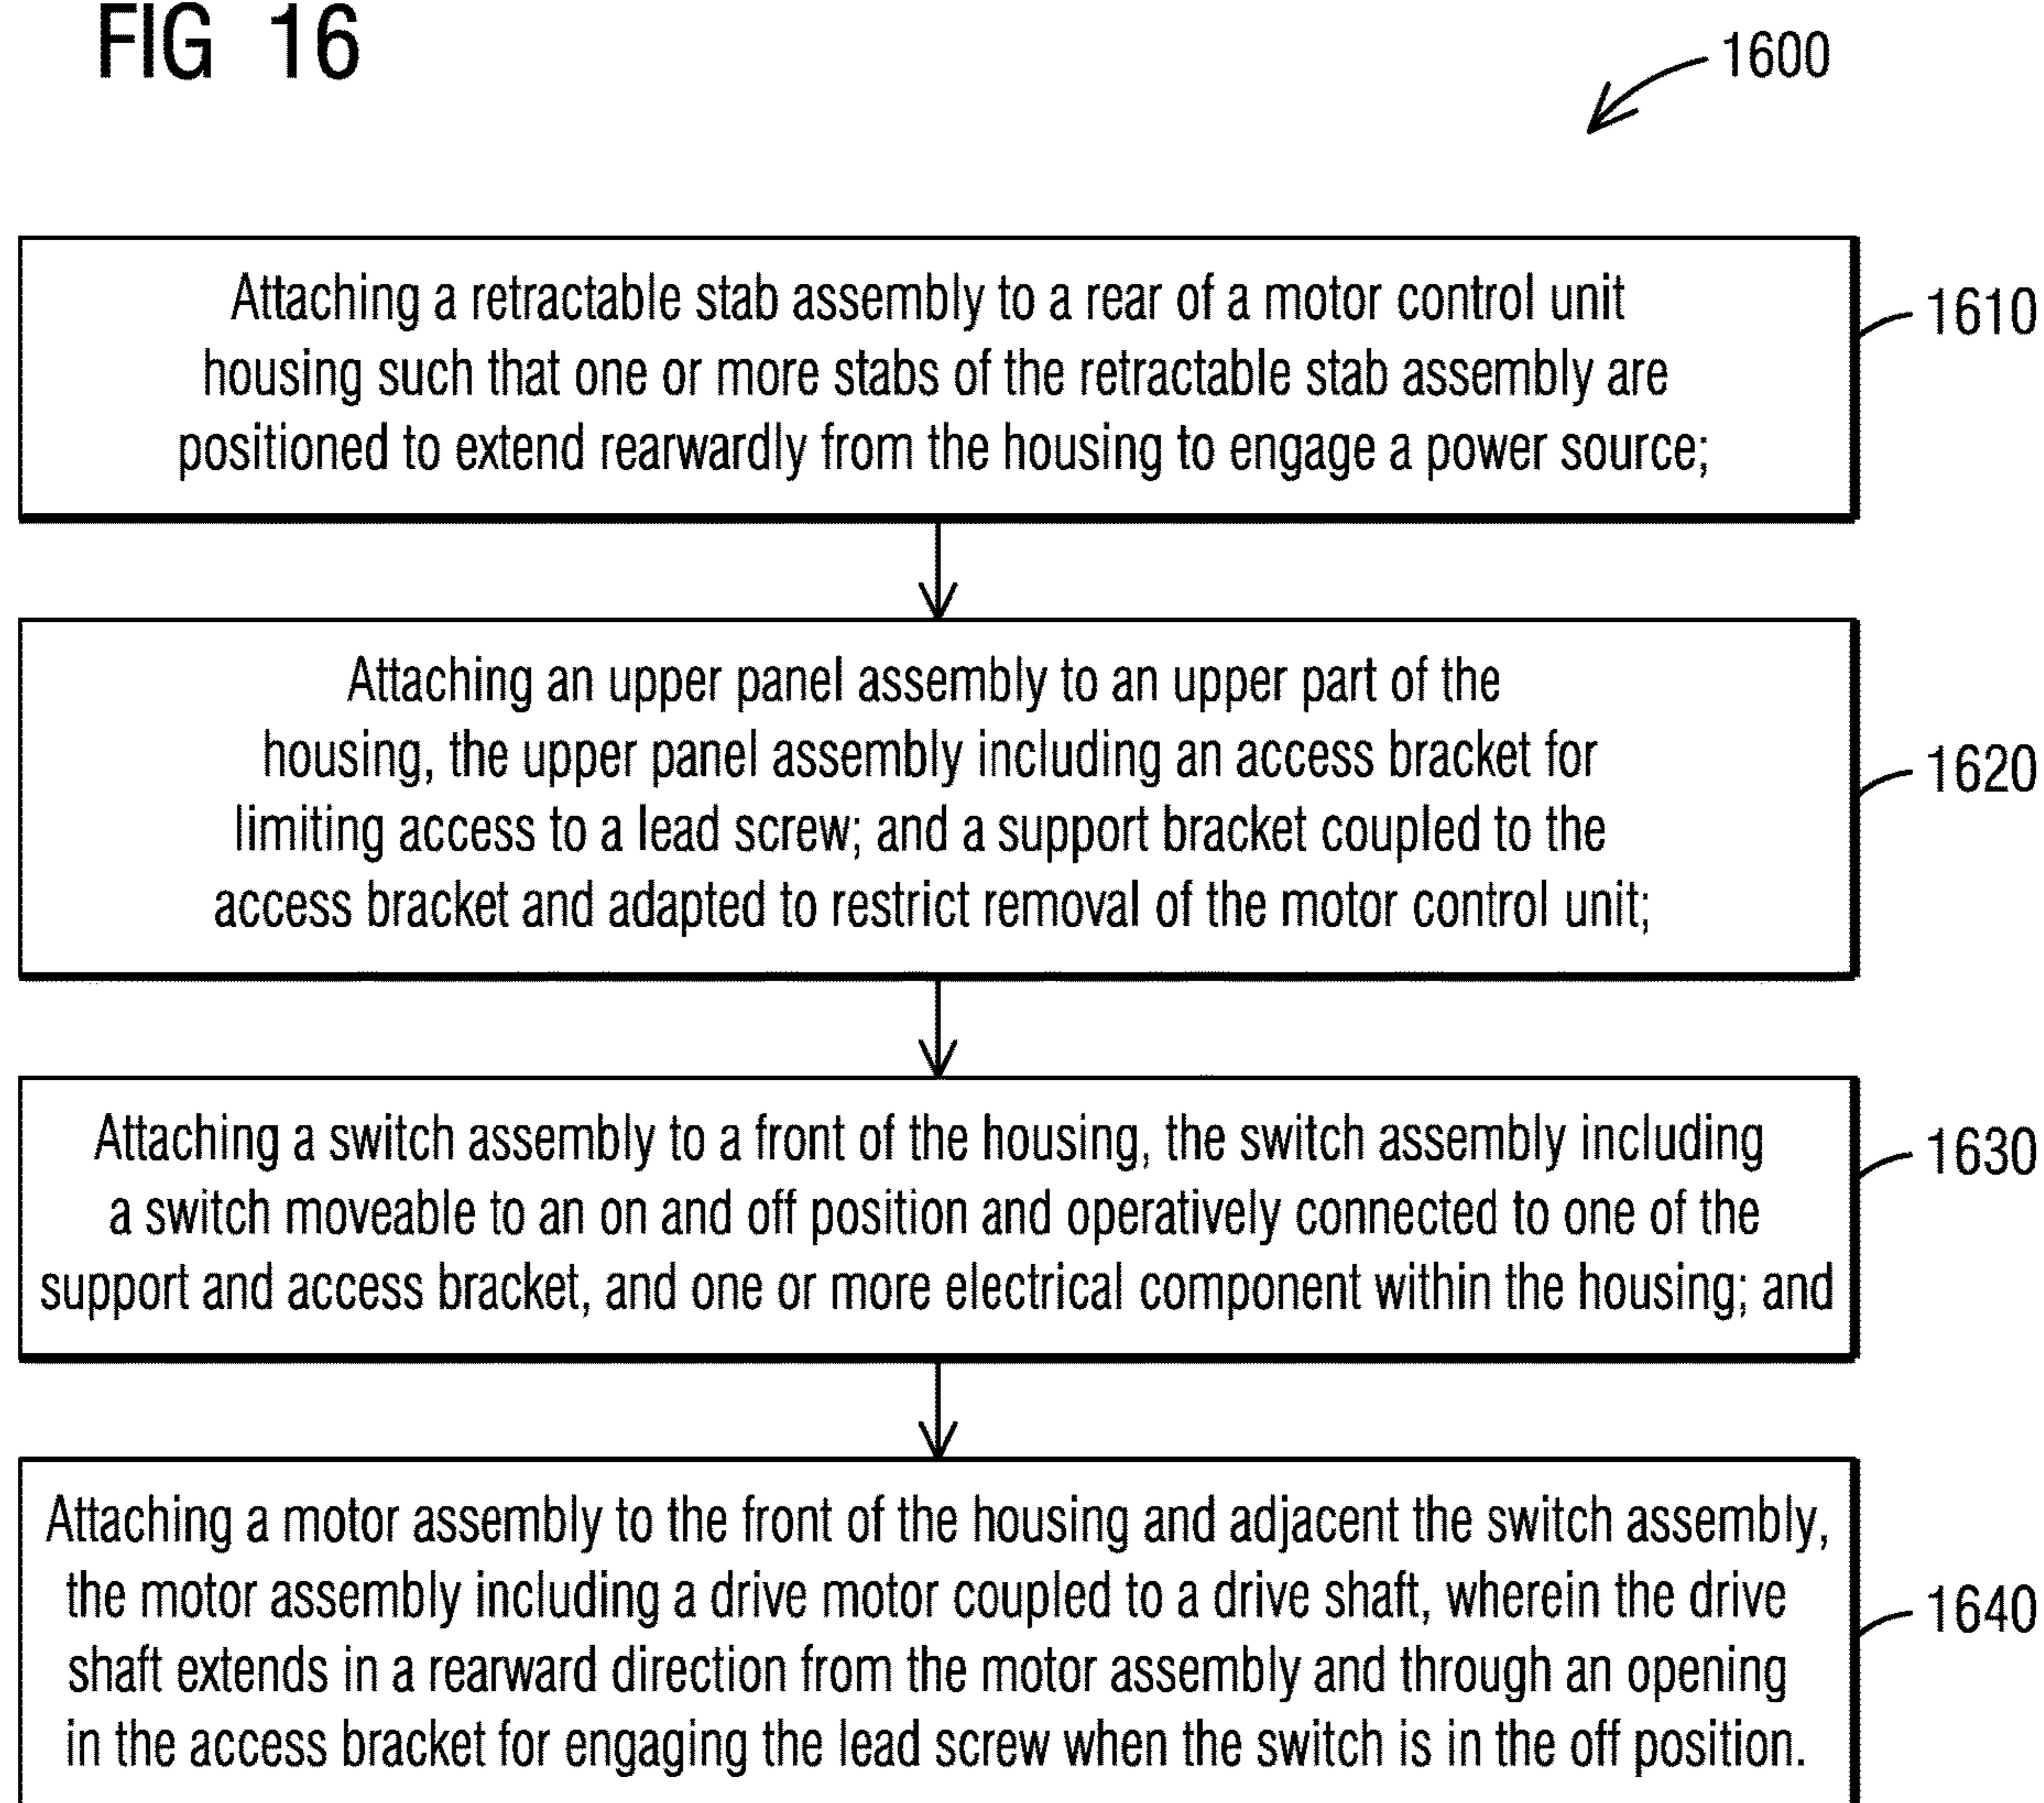 FIG 16
1600
Attaching a retractable stab assembly to a rear of a motor control unit
housing such that one or more stabs of the retractable stab assembly are
positioned to extend rearwardly from the housing to engage a power source;
1610
Attaching an upper panel assembly to an upper part of the
housing, the upper panel assembly including an access bracket for
limiting access to a lead screw; and a support bracket coupled to the
access bracket and adapted to restrict removal of the motor control unit;
1620
Attaching a switch assembly to a front of the housing, the switch assembly including
a switch moveable to an on and off position and operatively connected to one of the
support and access bracket, and one or more electrical component within the housing; and
1630
Attaching a motor assembly to the front of the housing and adjacent the switch assembly,
the motor assembly including a drive motor coupled to a drive shaft, wherein the drive
shaft extends in a rearward direction from the motor assembly and through an opening
in the access bracket for engaging the lead screw when the switch is in the off position.
1640